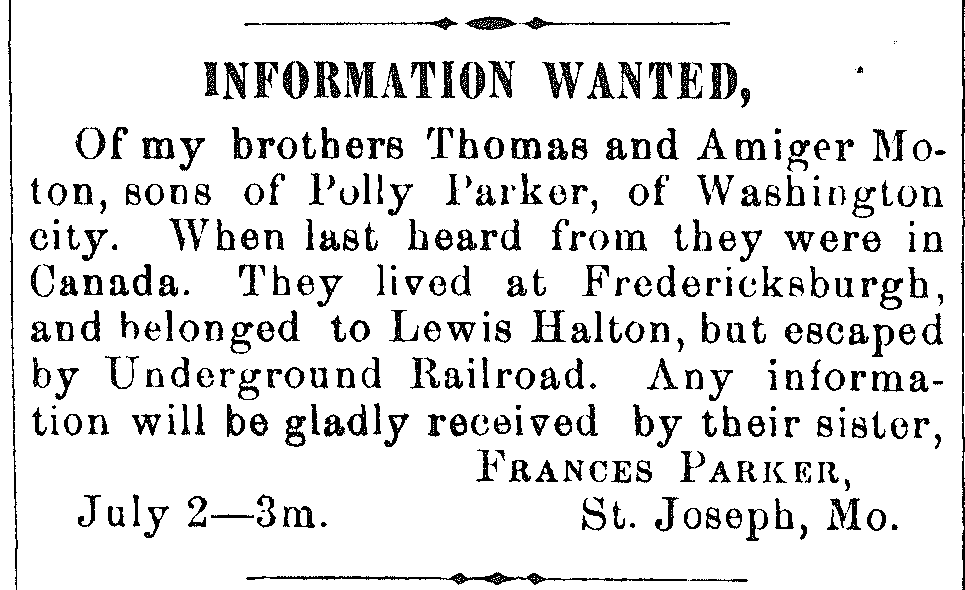 INFORMATION WANTED,
Of my brothers Thomas and Amiger Mo-
ton, sons of Polly Parker, of Washington
city. When last heard from they were in
Canada. They lived at Fredericksburgh,
and belonged to Lewis Halton, but escaped
by Underground Railroad. Any informa-
tion will be gladly received by their sister,
FRANCES PARKER,
July 2—3m. St. Joseph, Mo.